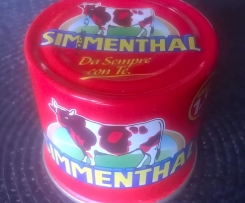 SIMMENTHAL
Da Sempre
con Te.
SIMMENTHAL